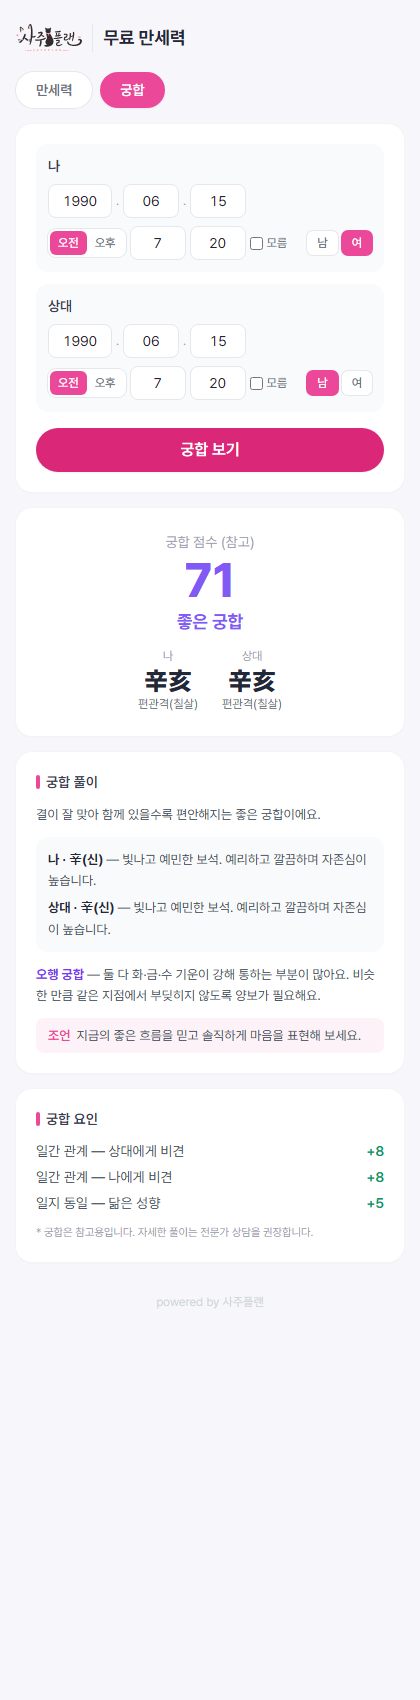 사주플랜
무료 만세력
만세력
궁합
나
1990 . 06 . 15
오전 오후 7 20 모름 남 여
상대
1990 . 06 . 15
오전 오후 7 20 모름 남 여
궁합 보기
궁합 점수 (참고)
71
좋은 궁합
나 상대
辛亥 辛亥
편관격(칠살) 편관격(칠살)
궁합 풀이
결이 잘 맞아 함께 있을수록 편안해지는 좋은 궁합이에요.
나 · 辛(신) — 빛나고 예민한 보석. 예리하고 깔끔하며 자존심이
높습니다.
상대 · 辛(신) — 빛나고 예민한 보석. 예리하고 깔끔하며 자존심
이 높습니다.
오행 궁합 — 둘 다 화·금·수 기운이 강해 통하는 부분이 많아요. 비슷
한 만큼 같은 지점에서 부딪히지 않도록 양보가 필요해요.
조언 지금의 좋은 흐름을 믿고 솔직하게 마음을 표현해 보세요.
궁합 요인
일간 관계 — 상대에게 비견 +8
일간 관계 — 나에게 비견 +8
일지 동일 — 닮은 성향 +5
* 궁합은 참고용입니다. 자세한 풀이는 전문가 상담을 권장합니다.
powered by 사주플랜